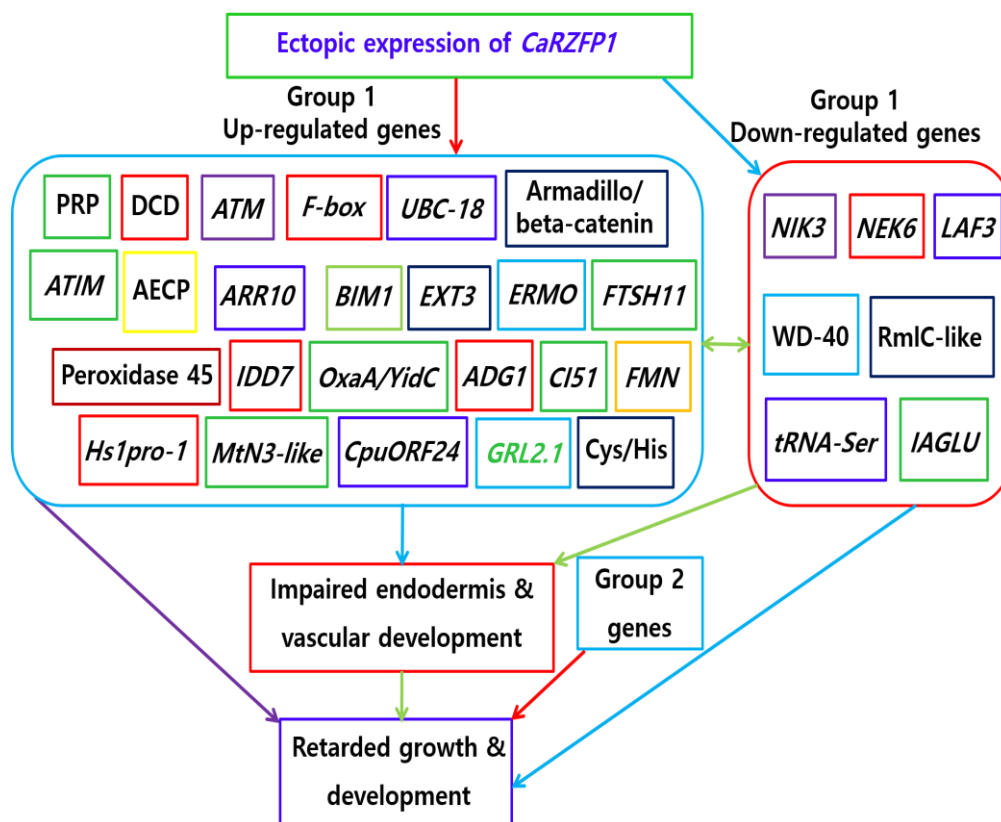 Ectopic expression of CaRZFP1
Group 1
Up-regulated genes
Group 1
Down-regulated genes
PRP
DCD
ATM
F-box
UBC-18
Armadillo/
beta-catenin
ATIM
AECP
ARR10
BIM1
EXT3
ERMO
FTSH11
Peroxidase 45
IDD7
OxaA/YidC
ADG1
CI51
FMN
Hs1pro-1
MtN3-like
CpuORF24
GRL2.1
Cys/His
NIK3
NEK6
LAF3
WD-40
RmlC-like
tRNA-Ser
IAGLU
Impaired endodermis &
vascular development
Group 2
genes
Retarded growth &
development